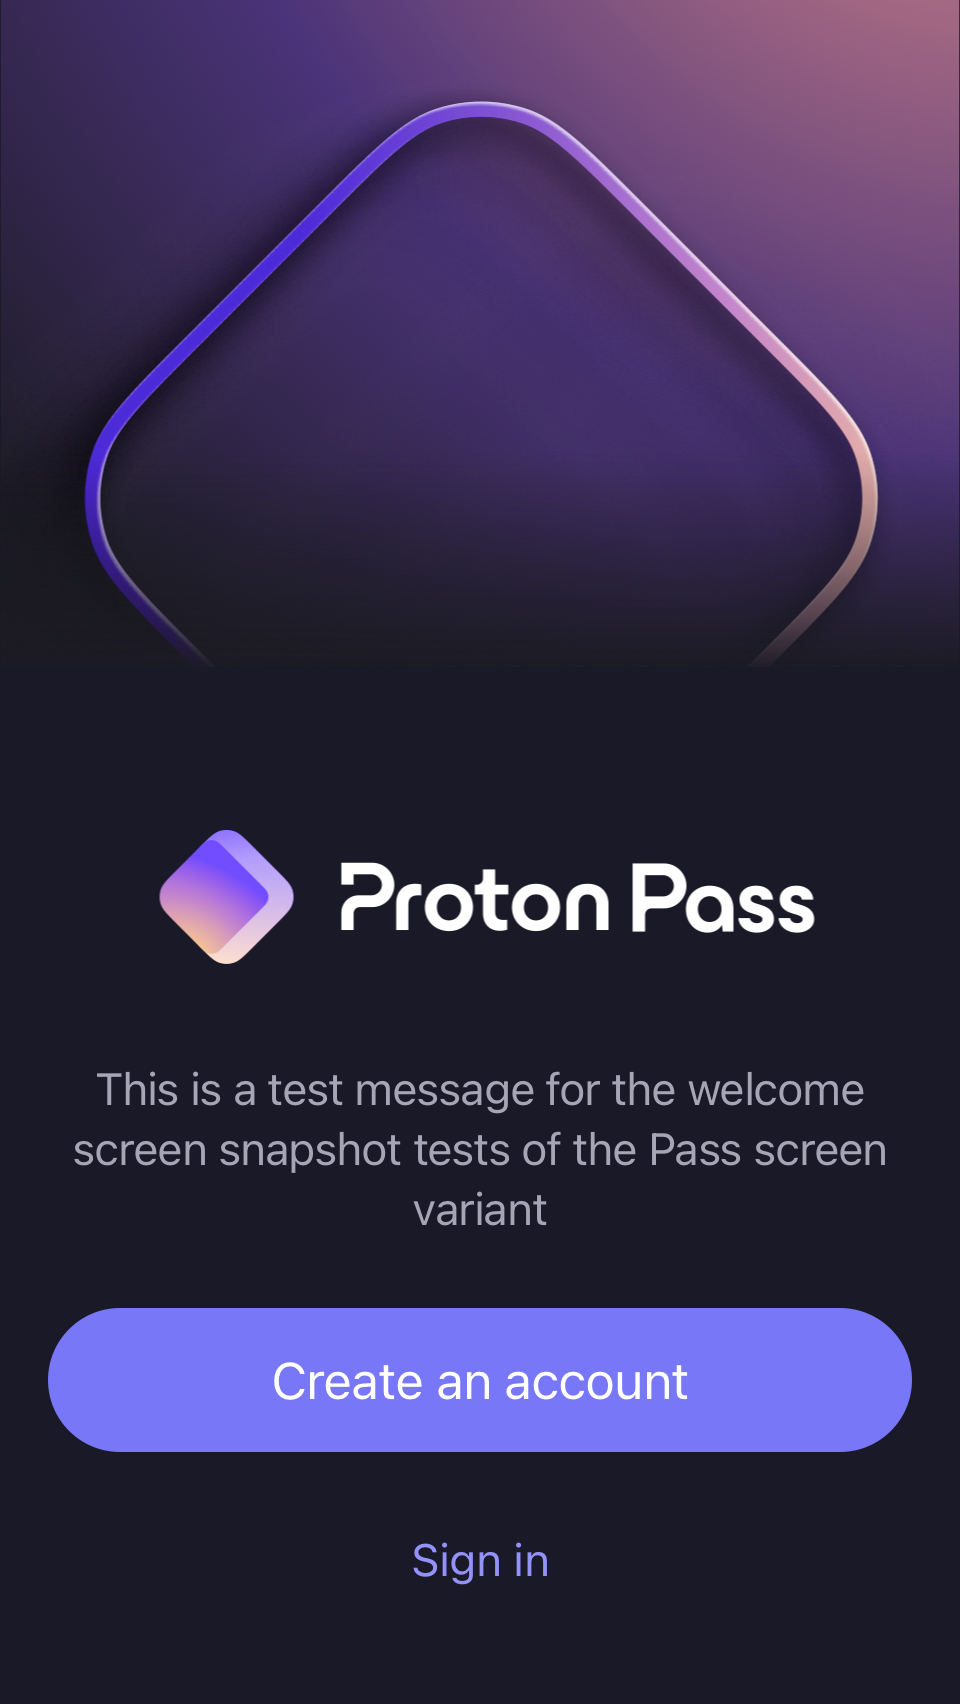 Proton Pass
This is a test message for the welcome
screen snapshot tests of the Pass screen
variant
Create an account
Sign in